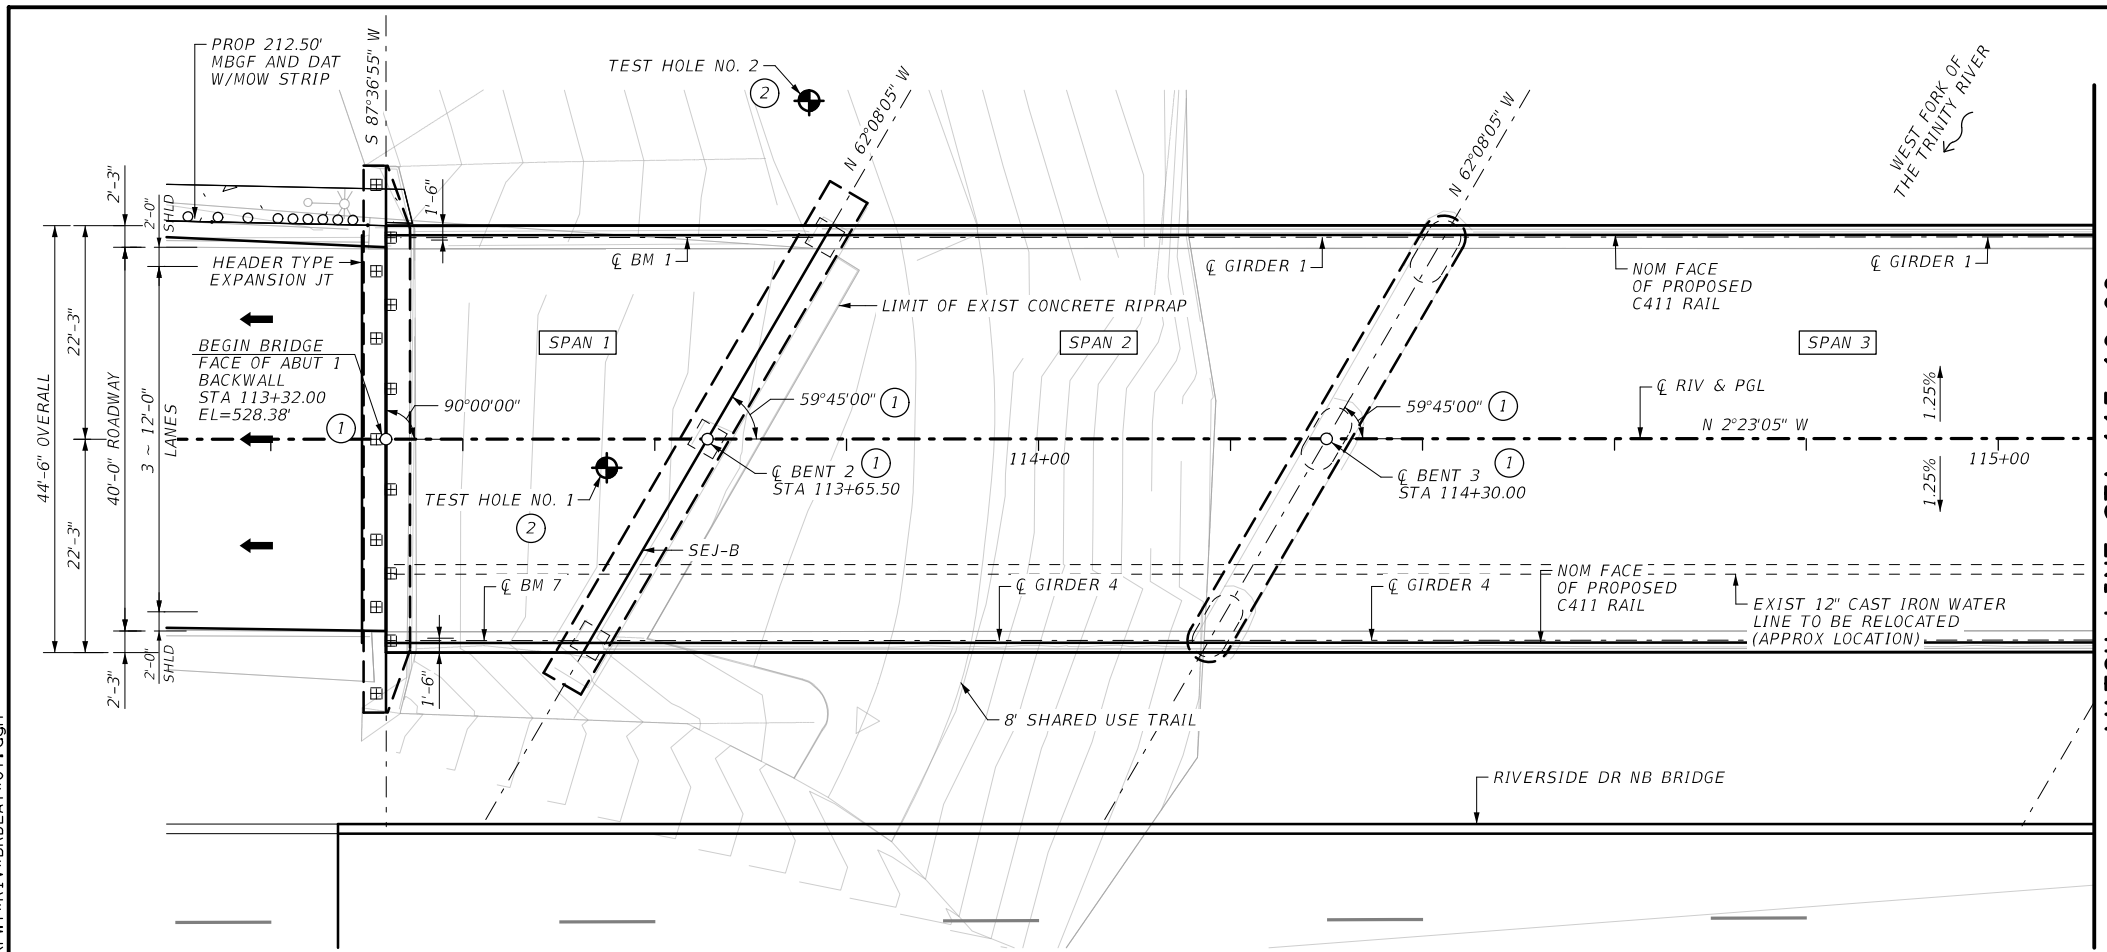 PROP 212.50'
MBGF AND DAT
W/MOW STRIP
S 87°36'55" W
TEST HOLE NO. 2
2
N 62°08'05" W
N 62°08'05" W
WEST FORK OF
THE TRINITY RIVER
2'-3"
2'-0"
SHLD
1'-6"
HEADER TYPE
EXPANSION JT
℄ BM 1
℄ GIRDER 1
NOM FACE
OF PROPOSED
C411 RAIL
℄ GIRDER 1
LIMIT OF EXIST CONCRETE RIPRAP
22'-3"
44'-6" OVERALL
40'-0" ROADWAY
3 ~ 12'-0"
LANES
BEGIN BRIDGE
FACE OF ABUT 1
BACKWALL
STA 113+32.00
EL=528.38'
1
SPAN 1
SPAN 2
SPAN 3
90°00'00"
59°45'00"
1
59°45'00"
1
℄ RIV & PGL
1.25%
N 2°23'05" W
℄ BENT 2
STA 113+65.50
1
114+00
℄ BENT 3
STA 114+30.00
1
115+00
1.25%
TEST HOLE NO. 1
2
22'-3"
SEJ-B
℄ BM 7
℄ GIRDER 4
℄ GIRDER 4
NOM FACE
OF PROPOSED
C411 RAIL
EXIST 12" CAST IRON WATER
LINE TO BE RELOCATED
(APPROX LOCATION)
2'-3"
2'-0"
SHLD
1'-6"
8' SHARED USE TRAIL
RIVERSIDE DR NB BRIDGE